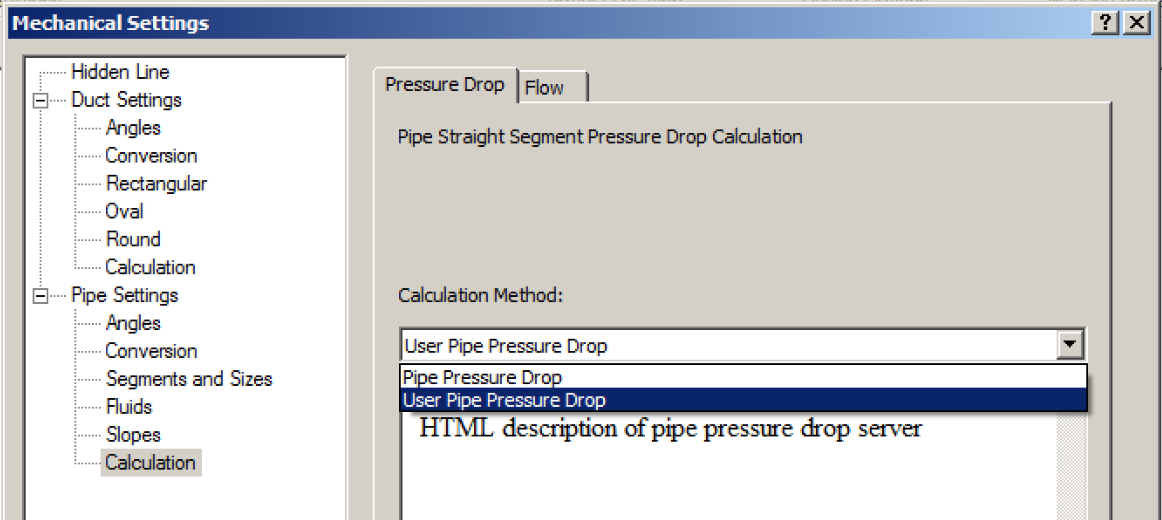 Mechanical Settings
Hidden Line
Duct Settings
Angles
Conversion
Rectangular
Oval
Round
Calculation
Pipe Settings
Angles
Conversion
Segments and Sizes
Fluids
Slopes
Calculation
Pressure Drop
Flow
Pipe Straight Segment Pressure Drop Calculation
Calculation Method:
User Pipe Pressure Drop
Pipe Pressure Drop
User Pipe Pressure Drop
HTML description of pipe pressure drop server